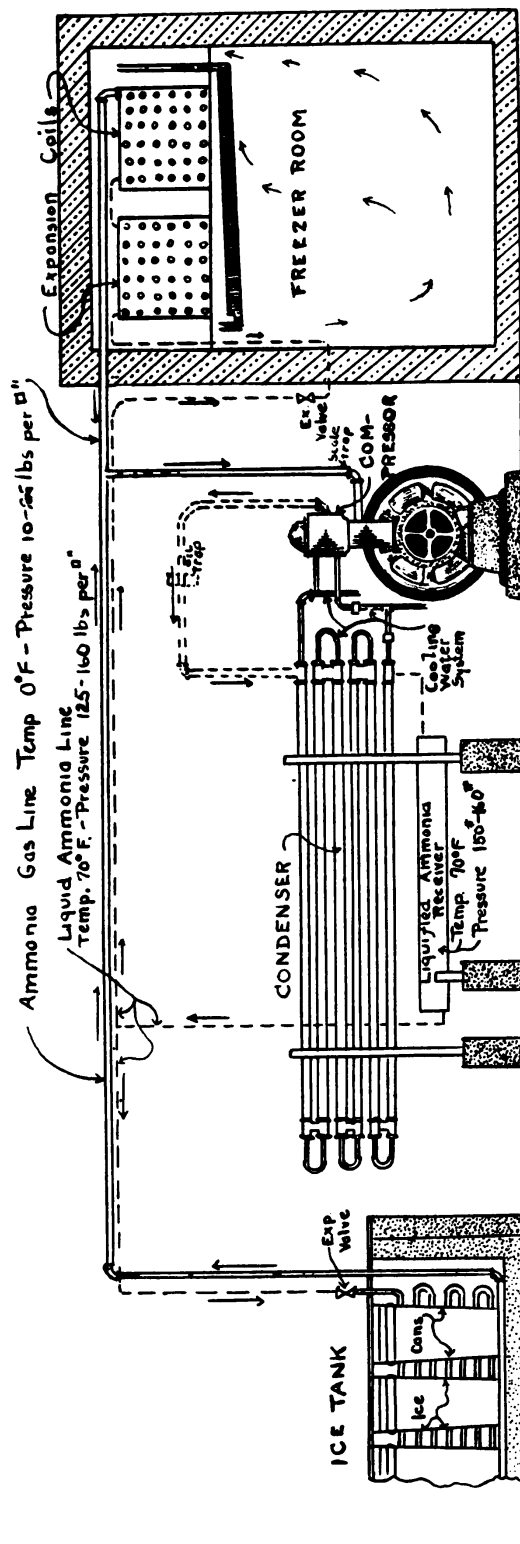 Ammonia Gas Line Temp 0°F - Pressure 10-25 lbs per □"
Liquid Ammonia Line
Temp. 70°F. - Pressure 125-160 lbs per □"
Expansion Coils
FREEZER ROOM
Ex.
Valve
Scale
Trap
COM-
PRESSOR
Oil
Trap
Cooling
Water
System
CONDENSER
Liquified Ammonia
Receiver
Temp 70°F
Pressure 150#-160#
Exp
Valve
ICE TANK
Ice
Cans